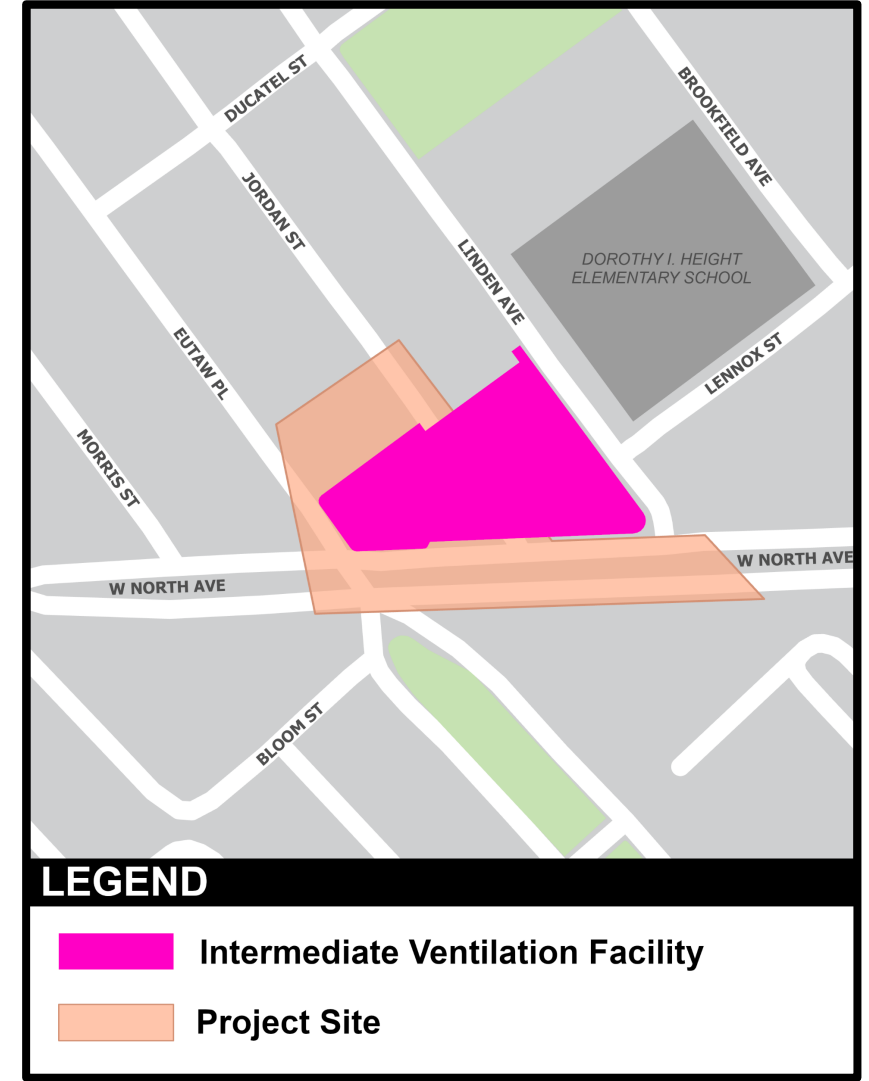 BROOKFIELD AVE
DUCATEL ST
JORDAN ST
LINDEN AVE
DOROTHY I. HEIGHT
ELEMENTARY SCHOOL
EUTAW PL
LENNOX ST
MORRIS ST
W NORTH AVE
W NORTH AVE
BLOOM ST
LEGEND
Intermediate Ventilation Facility
Project Site